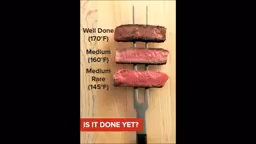 Well Done
(170°F)
Medium
(160°F)
Medium
Rare
(145°F)
IS IT DONE YET?